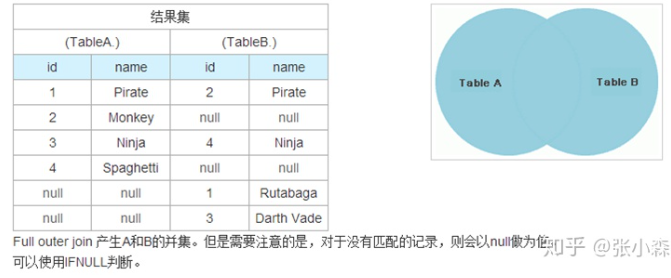 结果集
(TableA.) (TableB.)
id name id name
1 Pirate 2 Pirate
2 Monkey null null
3 Ninja 4 Ninja
4 Spaghetti null null
null null 1 Rutabaga
null null 3 Darth Vade
Table A Table B
Full outer join 产生A和B的并集。但是需要注意的是，对于没有匹配的记录，则会以null做为值
可以使用IFNULL判断。
知乎 @张小森